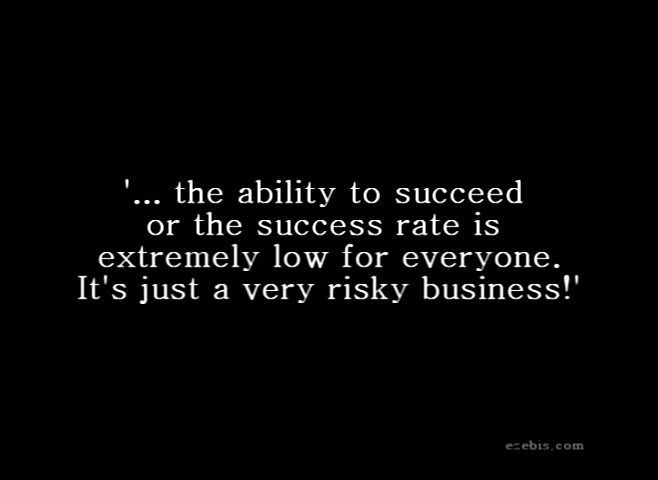 '... the ability to succeed
or the success rate is
extremely low for everyone.
It's just a very risky business!'
ezebis.com